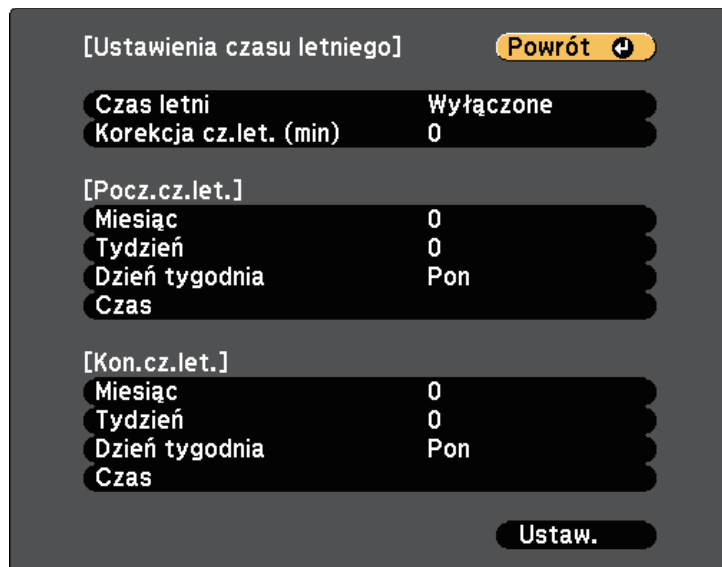 [Ustawienia czasu letniego] Powrót
Czas letni Wyłączone
Korekcja cz.let. (min) 0
[Pocz.cz.let.]
Miesiąc 0
Tydzień 0
Dzień tygodnia Pon
Czas
[Kon.cz.let.]
Miesiąc 0
Tydzień 0
Dzień tygodnia Pon
Czas
Ustaw.